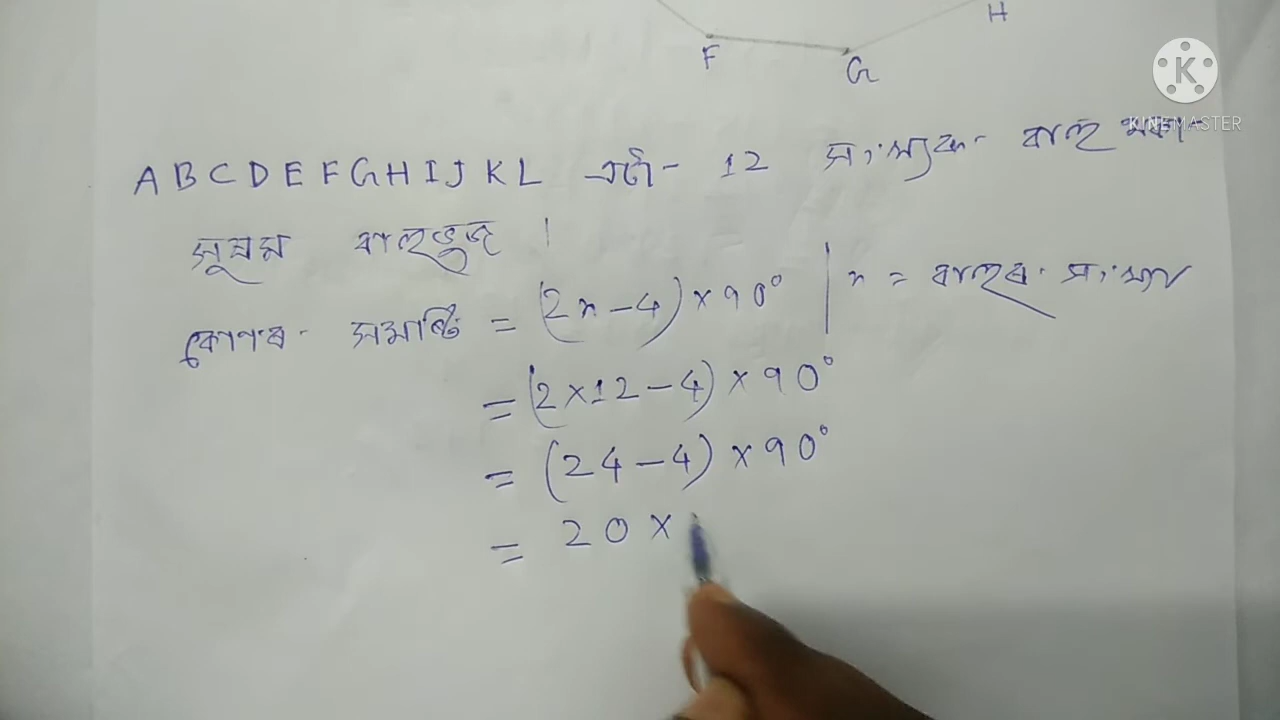 H
F
G
K
KINEMASTER
A B C D E F G H I J K L এটা 12 সংখ্যক বাহু থকা
সুষম বাহুভুজ ।
কোণৰ সমষ্টি = (2n-4)×90° | n = বাহুৰ সংখ্যা
= (2×12-4)×90°
= (24-4)×90°
= 20×